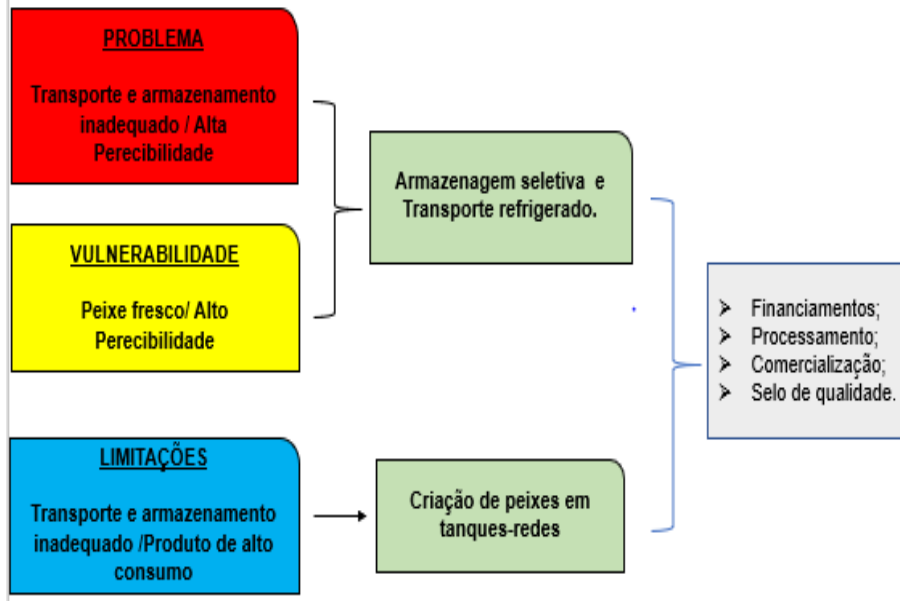 PROBLEMA
Transporte e armazenamento
inadequado / Alta
Perecibilidade
VULNERABILIDADE
Peixe fresco/ Alto
Perecibilidade
LIMITAÇÕES
Transporte e armazenamento
inadequado /Produto de alto
consumo
Armazenagem seletiva e
Transporte refrigerado.
Criação de peixes em
tanques-redes
Financiamentos;
Processamento;
Comercialização;
Selo de qualidade.